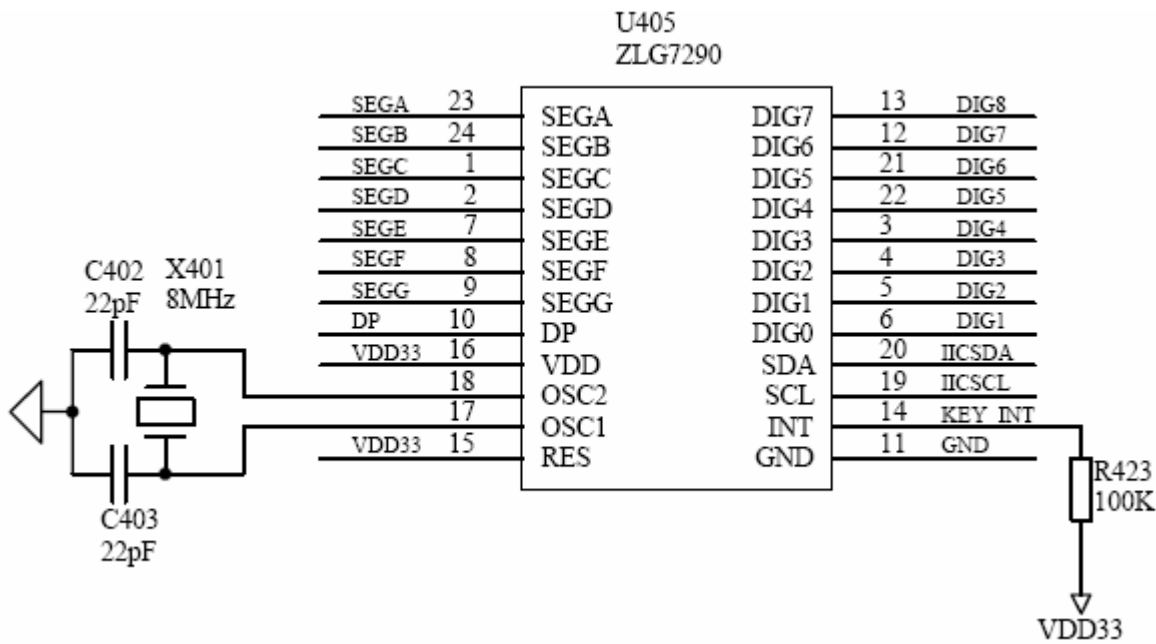 U405
ZLG7290
SEGA 23 SEGA DIG7 13 DIG8
SEGB 24 SEGB DIG6 12 DIG7
SEGC 1 SEGC DIG5 21 DIG6
SEGD 2 SEGD DIG4 22 DIG5
SEGE 7 SEGE DIG3 3 DIG4
SEGF 8 SEGF DIG2 4 DIG3
SEGG 9 SEGG DIG1 5 DIG2
DP 10 DP DIG0 6 DIG1
VDD33 16 VDD SDA 20 IICSDA
18 OSC2 SCL 19 IICSCL
17 OSC1 INT 14 KEY_INT
VDD33 15 RES GND 11 GND
C402 X401
22pF 8MHz
C403
22pF
R423
100K
VDD33